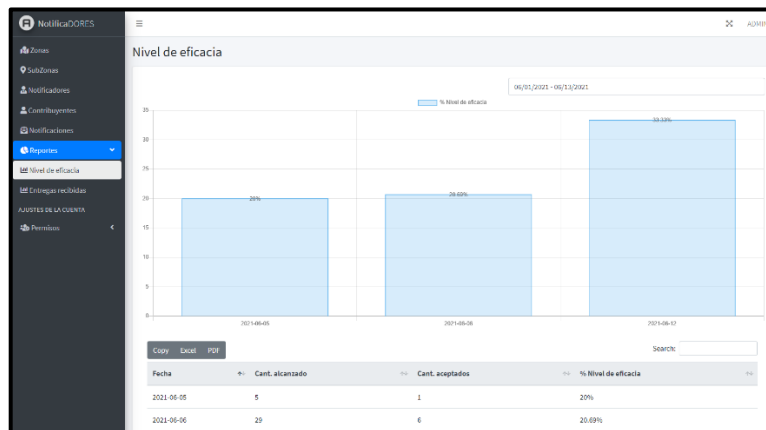 NotificaDORES
ADMIN
Zonas
SubZonas
Notificadores
Contribuyentes
Notificaciones
Reportes
Nivel de eficacia
Entregas recibidas
AJUSTES DE LA CUENTA
Permisos
Nivel de eficacia
06/01/2021 - 06/13/2021
% Nivel de eficacia
35
30
25
20
15
10
5
0
20%
20.69%
33.33%
2021-06-05
2021-06-06
2021-06-12
Copy Excel PDF
Search:
Fecha Cant. alcanzado Cant. aceptados % Nivel de eficacia
2021-06-05 5 1 20%
2021-06-06 29 6 20.69%